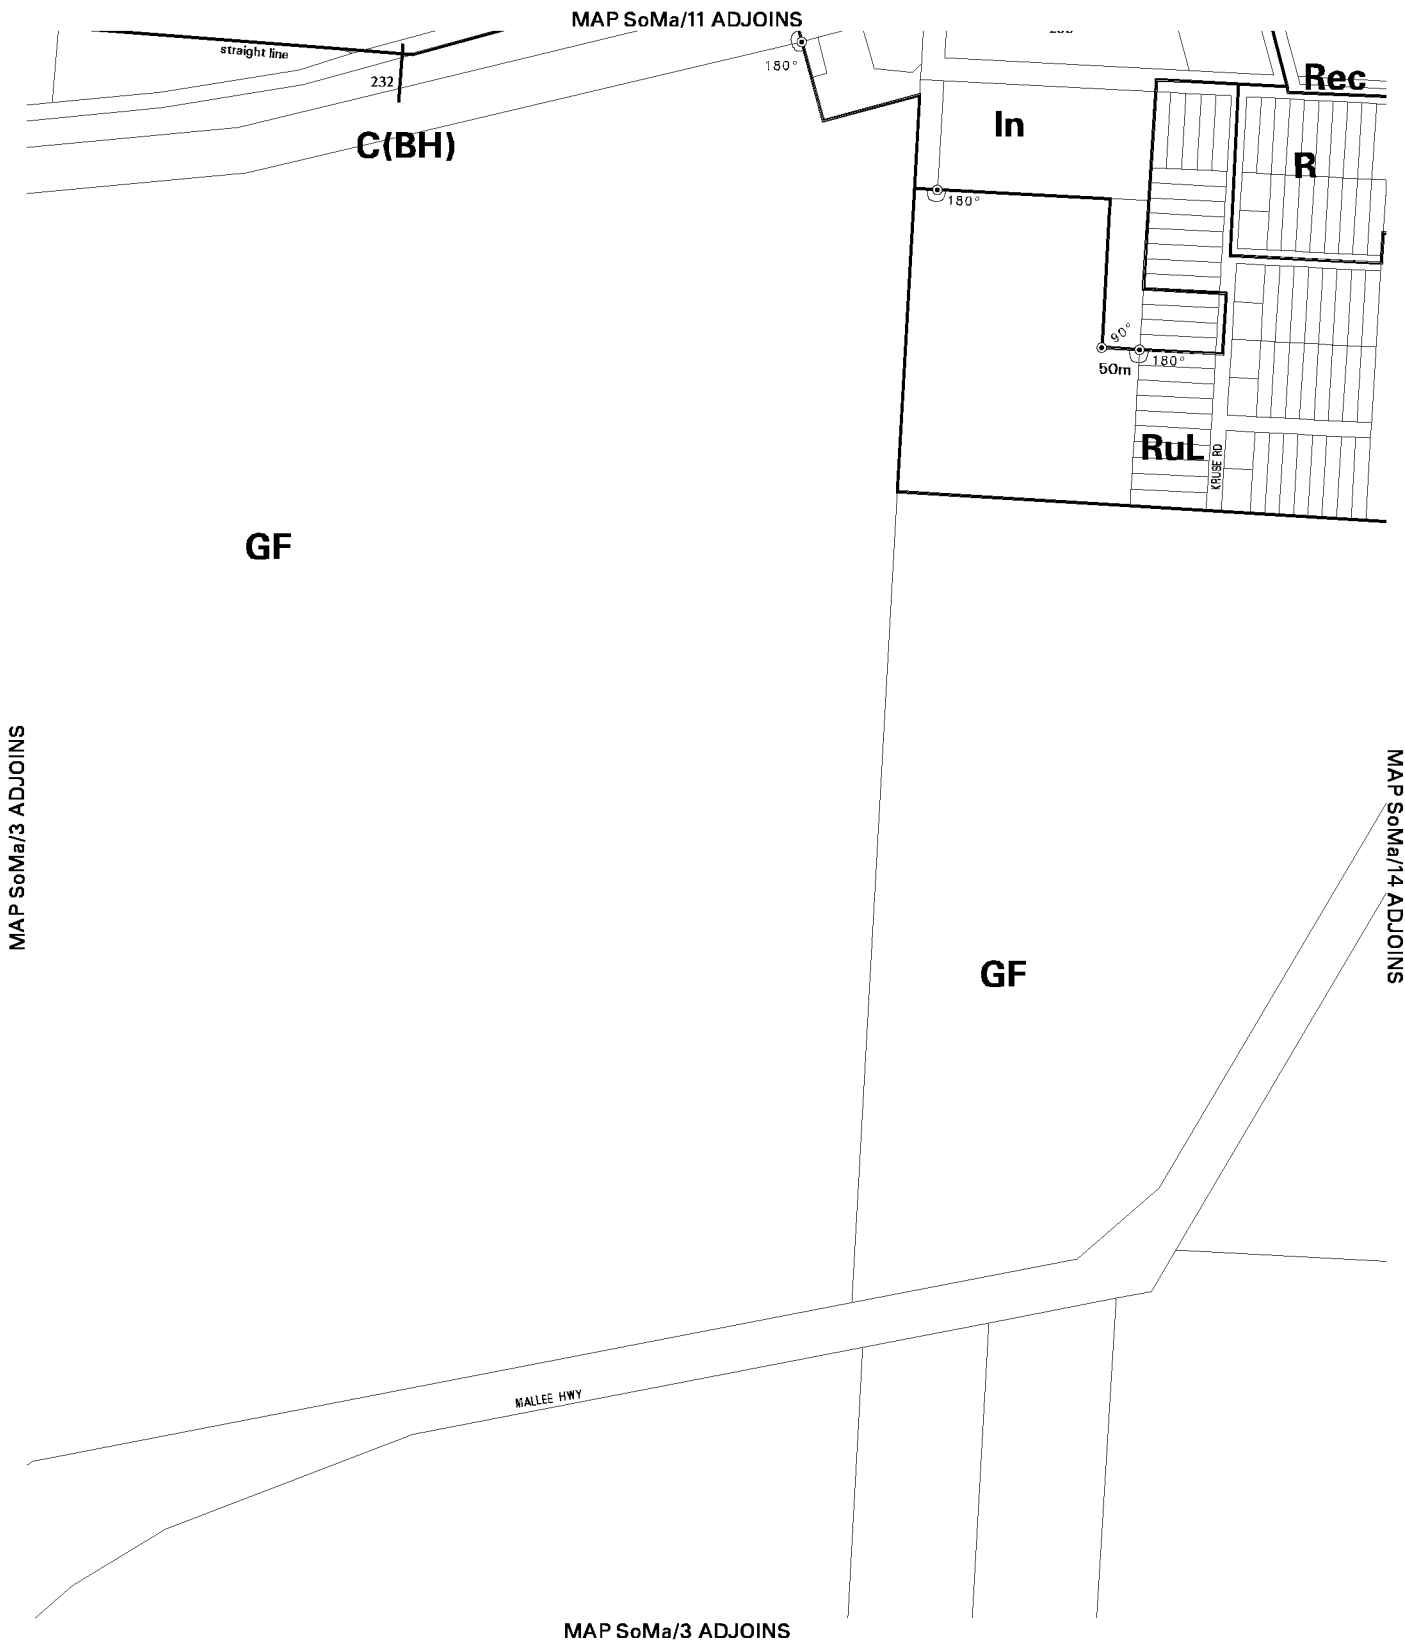 MAP SoMa/11 ADJOINS
straight line
232
180°
C(BH)
In
Rec
R
180°
90°
50m
180°
RuL
KRUSE RD
GF
MAP SoMa/3 ADJOINS
MAP SoMa/14 ADJOINS
GF
MALLEE HWY
MAP SoMa/3 ADJOINS